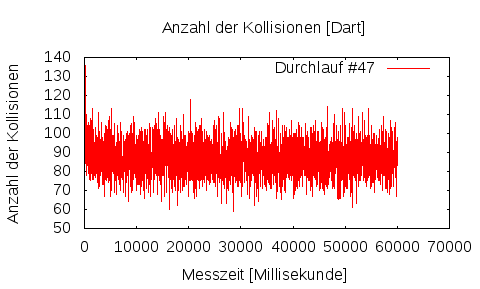 Anzahl der Kollisionen [Dart]
Durchlauf #47
Anzahl der Kollisionen
140
130
120
110
100
90
80
70
60
50
0 10000 20000 30000 40000 50000 60000 70000
Messzeit [Millisekunde]